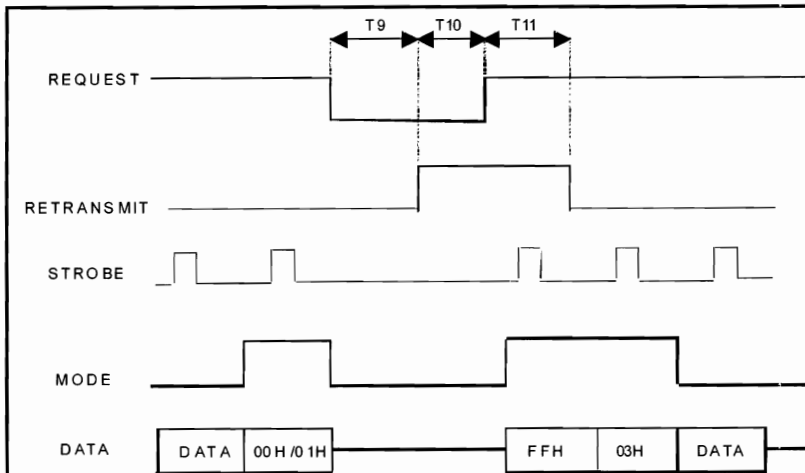 T9 T10 T11
REQUEST
RETRANSMIT
STROBE
MODE
DATA DATA 00H/01H FFH 03H DATA